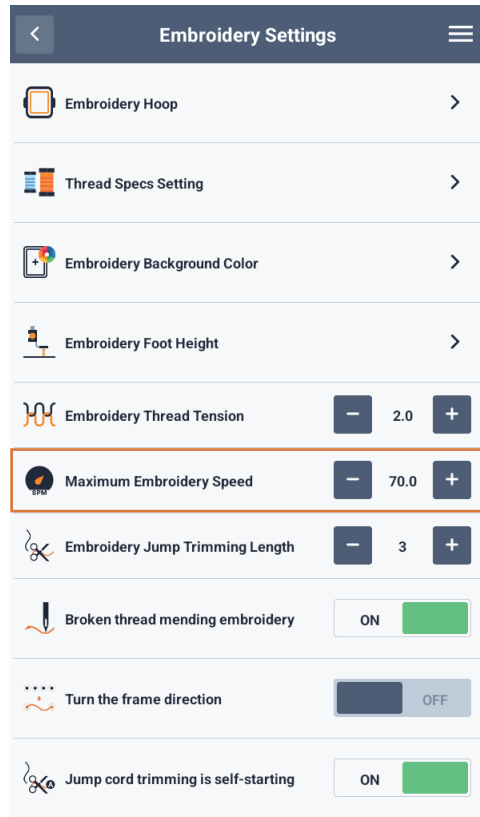 Embroidery Settings
Embroidery Hoop
Thread Specs Setting
Embroidery Background Color
Embroidery Foot Height
Embroidery Thread Tension 2.0
SPM Maximum Embroidery Speed 70.0
Embroidery Jump Trimming Length 3
Broken thread mending embroidery ON
Turn the frame direction OFF
A Jump cord trimming is self-starting ON